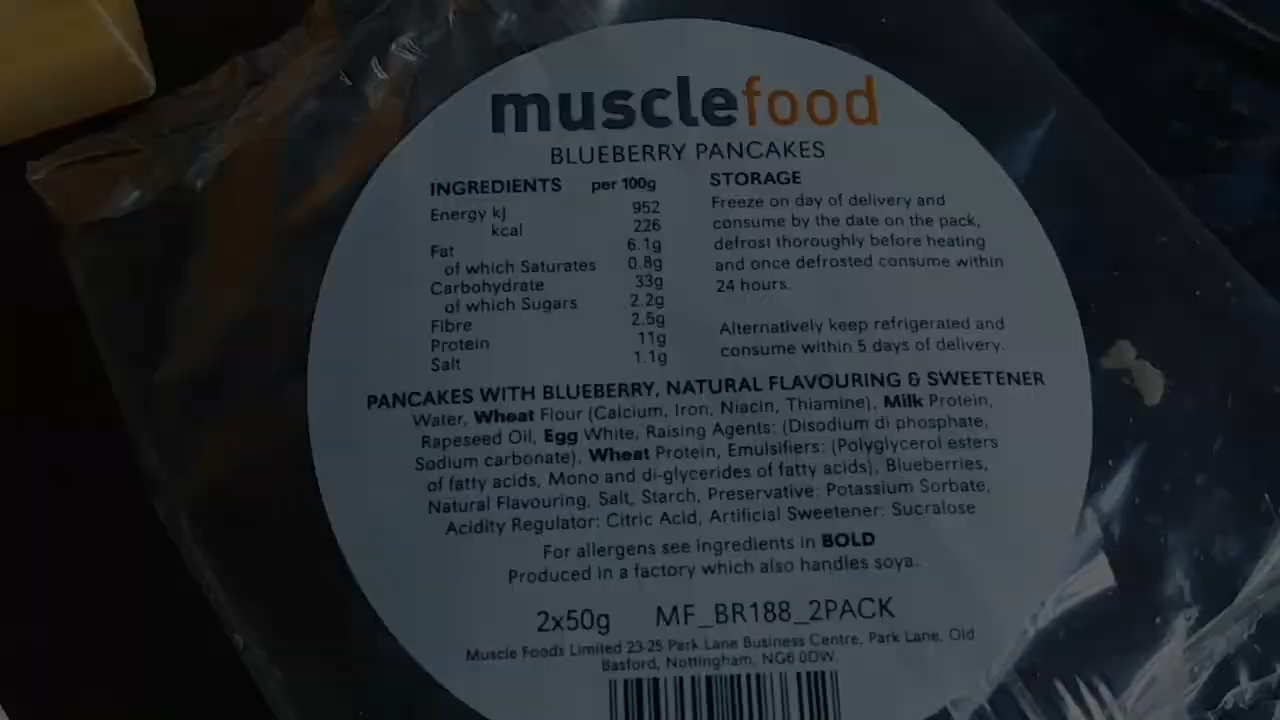 musclefood
BLUEBERRY PANCAKES
INGREDIENTS per 100g
Energy kJ 952
kcal 226
Fat 6.1g
of which Saturates 0.8g
Carbohydrate 33g
of which Sugars 2.2g
Fibre 2.5g
Protein 11g
Salt 1.1g
STORAGE
Freeze on day of delivery and
consume by the date on the pack,
defrost thoroughly before heating
and once defrosted consume within
24 hours.
Alternatively keep refrigerated and
consume within 5 days of delivery.
PANCAKES WITH BLUEBERRY, NATURAL FLAVOURING & SWEETENER
Water, Wheat Flour (Calcium, Iron, Niacin, Thiamine), Milk Protein,
Rapeseed Oil, Egg White, Raising Agents: (Disodium di phosphate,
Sodium carbonate), Wheat Protein, Emulsifiers: (Polyglycerol esters
of fatty acids, Mono and di-glycerides of fatty acids), Blueberries,
Natural Flavouring, Salt, Starch, Preservative: Potassium Sorbate,
Acidity Regulator: Citric Acid, Artificial Sweetener: Sucralose
For allergens see ingredients in BOLD
Produced in a factory which also handles soya.
2x50g MF_BR188_2PACK
Muscle Foods Limited 23-25 Park Lane Business Centre, Park Lane, Old
Basford, Nottingham, NG6 0DW